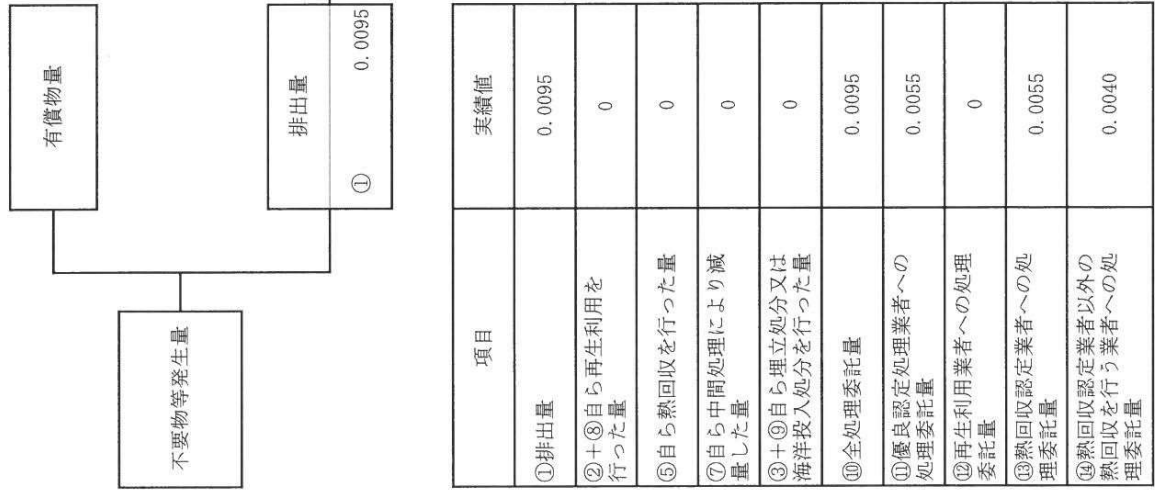 有償物量
不要物等発生量
排出量
① 0.0095
項目 実績値
①排出量 0.0095
②+⑧自ら再生利用を
行った量 0
⑤自ら熱回収を行った量 0
⑦自ら中間処理により減
量した量 0
③+⑨自ら埋立処分又は
海洋投入処分を行った量 0
⑩全処理委託量 0.0095
⑪優良認定処理業者への
処理委託量 0.0055
⑫再生利用業者への処理
委託量 0
⑬熱回収認定業者への処
理委託量 0.0055
⑭熱回収認定業者以外の
熱回収を行う業者への処
理委託量 0.0040